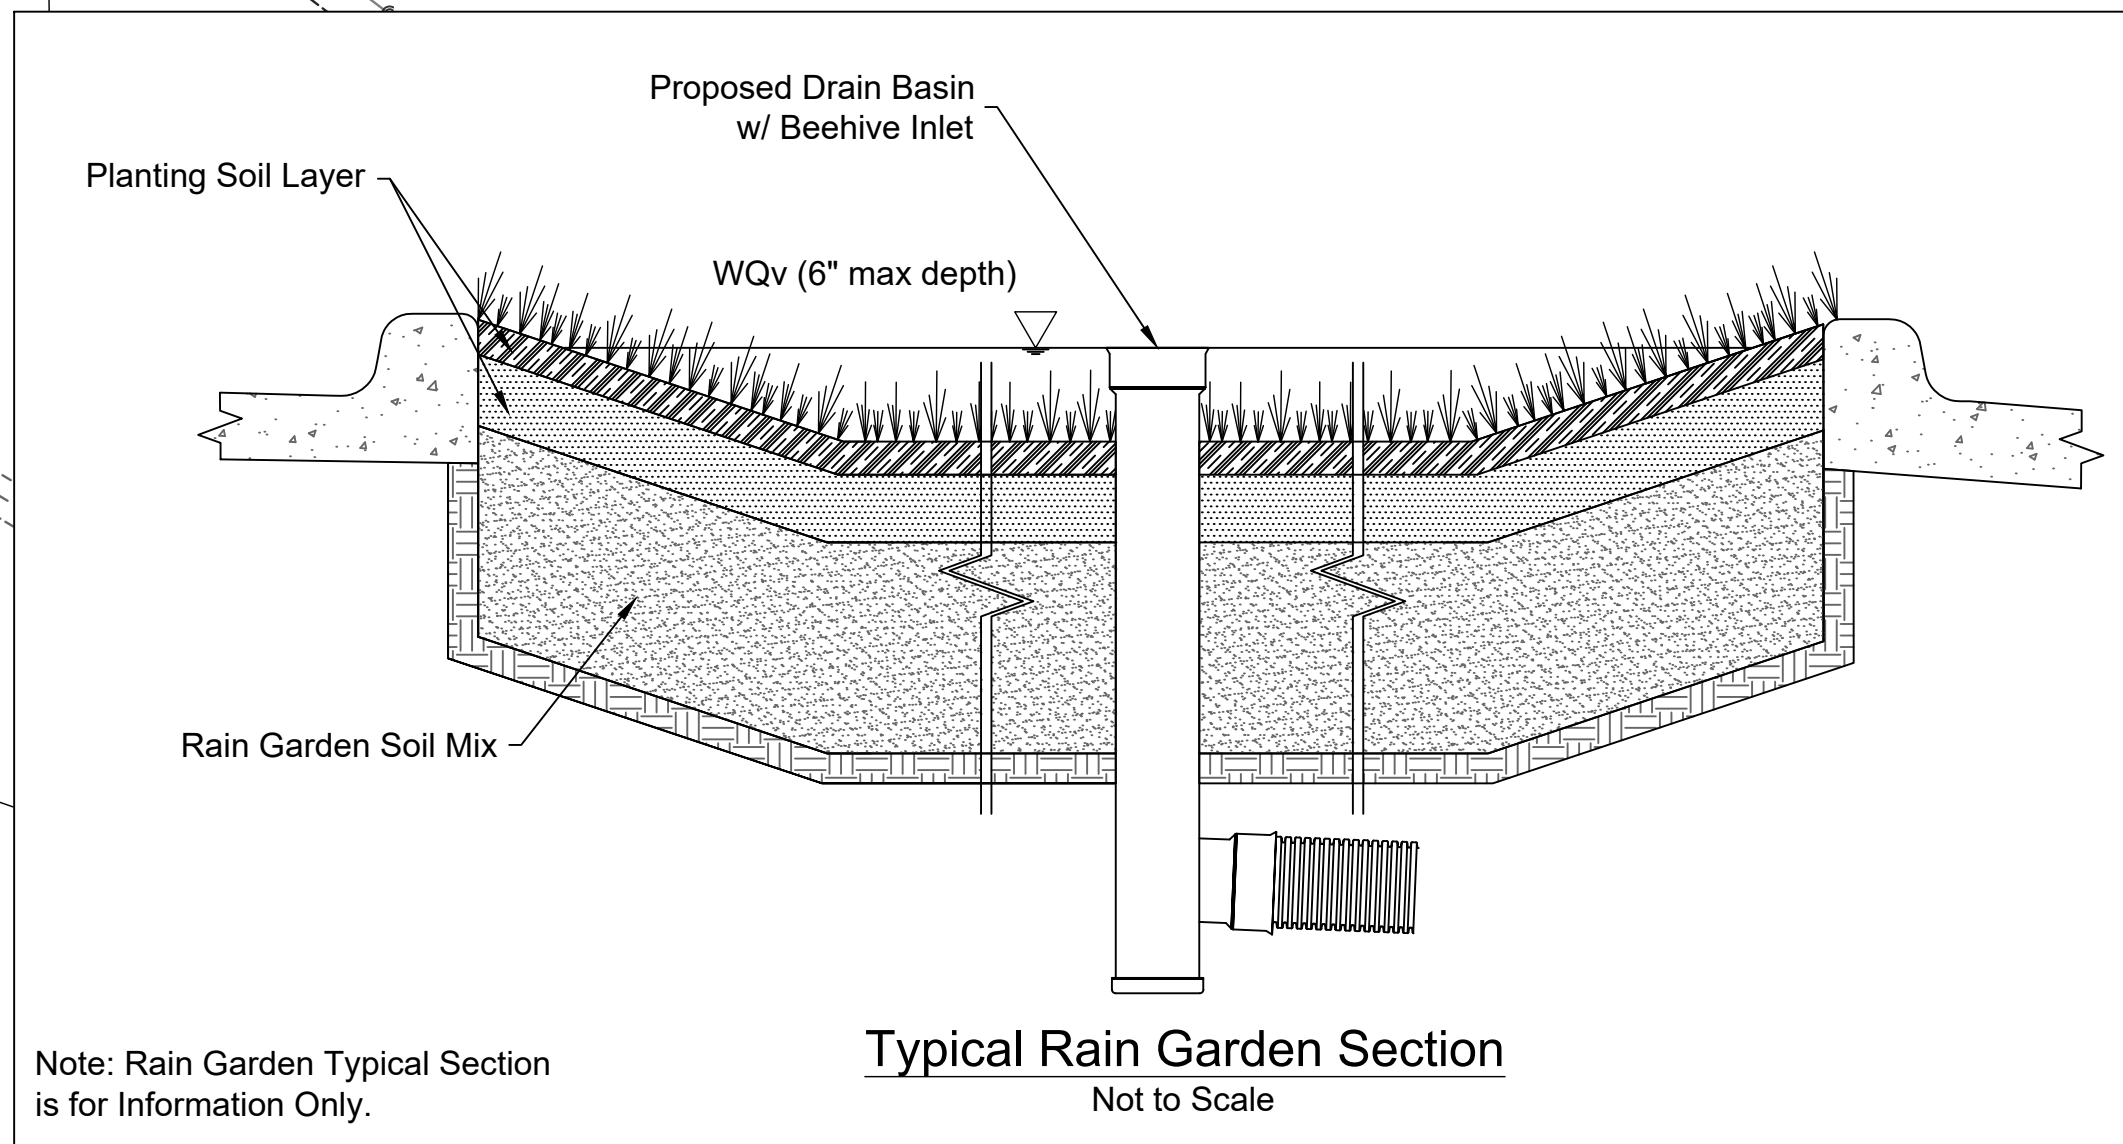 Proposed Drain Basin
w/ Beehive Inlet
Planting Soil Layer
WQv (6" max depth)
Rain Garden Soil Mix
Typical Rain Garden Section
Not to Scale
Note: Rain Garden Typical Section
is for Information Only.